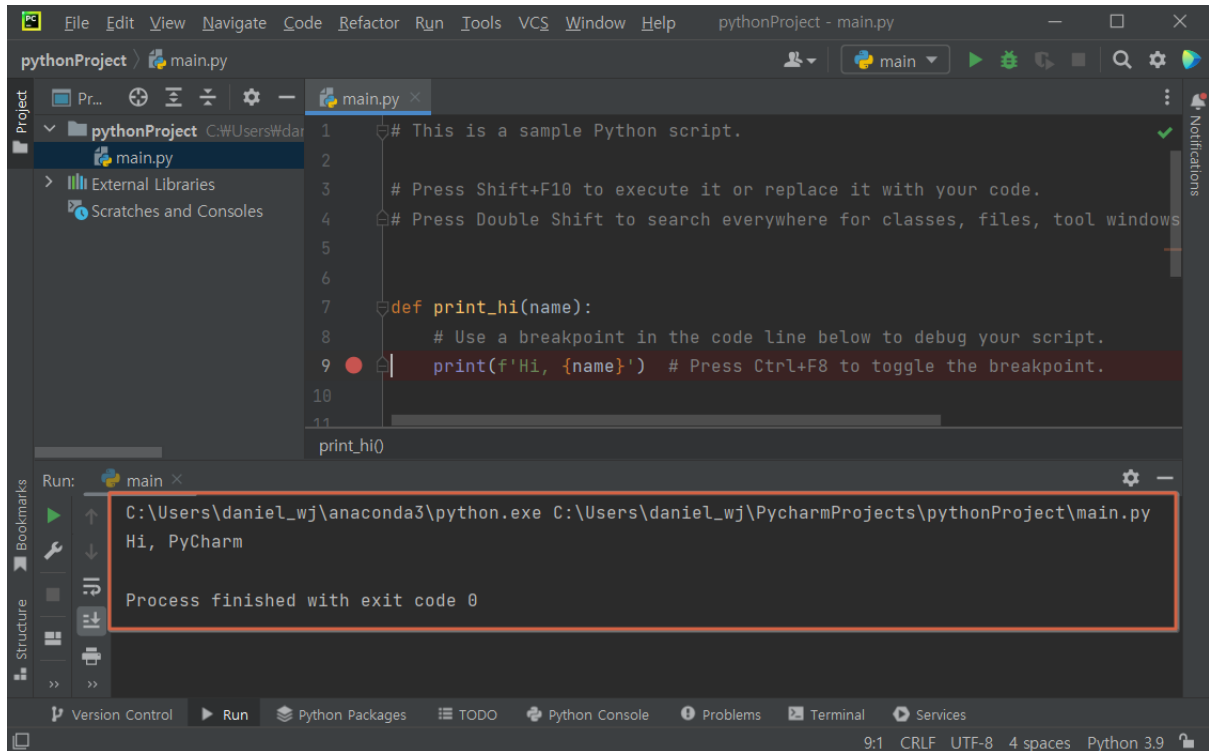 PC
File Edit View Navigate Code Refactor Run Tools VCS Window Help pythonProject - main.py
pythonProject main.py
main
Project
Pr...
main.py
pythonProject C:₩Users₩dar
main.py
External Libraries
Scratches and Consoles
1 # This is a sample Python script.
2
3 # Press Shift+F10 to execute it or replace it with your code.
4 # Press Double Shift to search everywhere for classes, files, tool windows
5
6
7 def print_hi(name):
8 # Use a breakpoint in the code line below to debug your script.
9 print(f'Hi, {name}') # Press Ctrl+F8 to toggle the breakpoint.
10
11
print_hi()
Notifications
Run: main
C:\Users\daniel_wj\anaconda3\python.exe C:\Users\daniel_wj\PycharmProjects\pythonProject\main.py
Hi, PyCharm
Process finished with exit code 0
Bookmarks
Structure
Version Control Run Python Packages TODO Python Console Problems Terminal Services
9:1 CRLF UTF-8 4 spaces Python 3.9